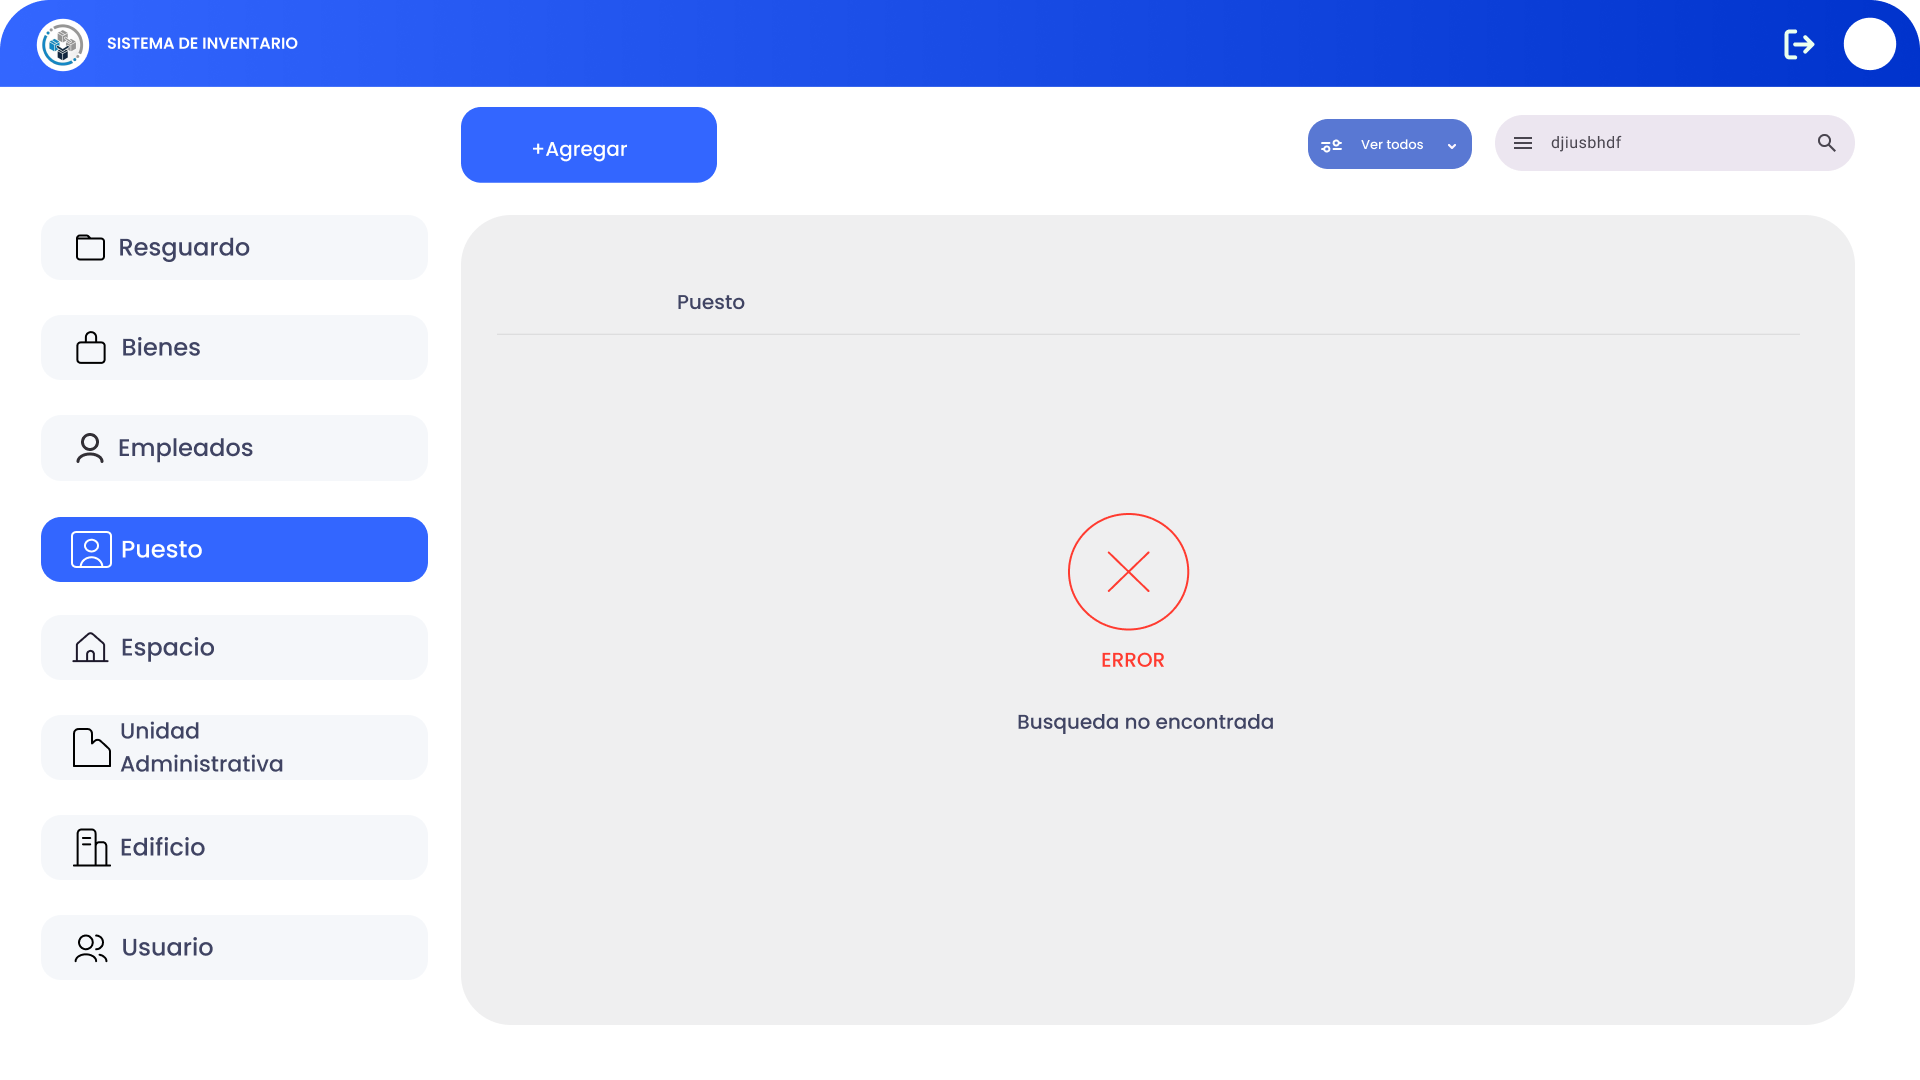 SISTEMA DE INVENTARIO
+Agregar
Ver todos
djiusbhdf
Resguardo
Bienes
Empleados
Puesto
Espacio
Unidad
Administrativa
Edificio
Usuario
Puesto
ERROR
Busqueda no encontrada